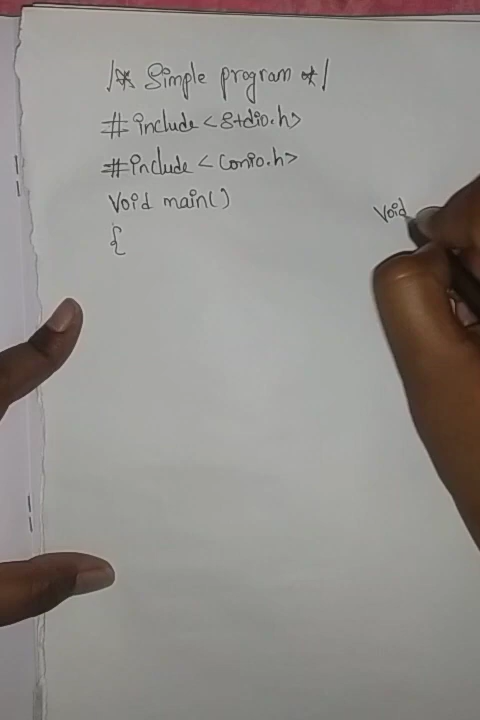 /* Simple program */
#include <stdio.h>
#include <conio.h>
Void main()
{
Void